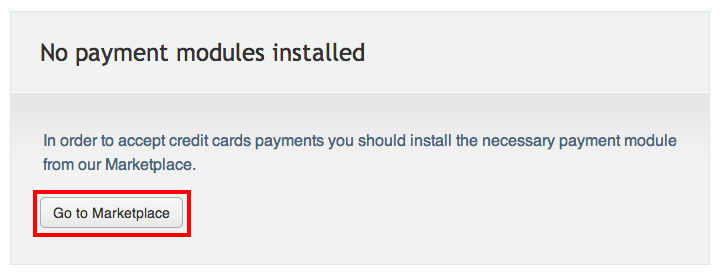 No payment modules installed
In order to accept credit cards payments you should install the necessary payment module
from our Marketplace.
Go to Marketplace